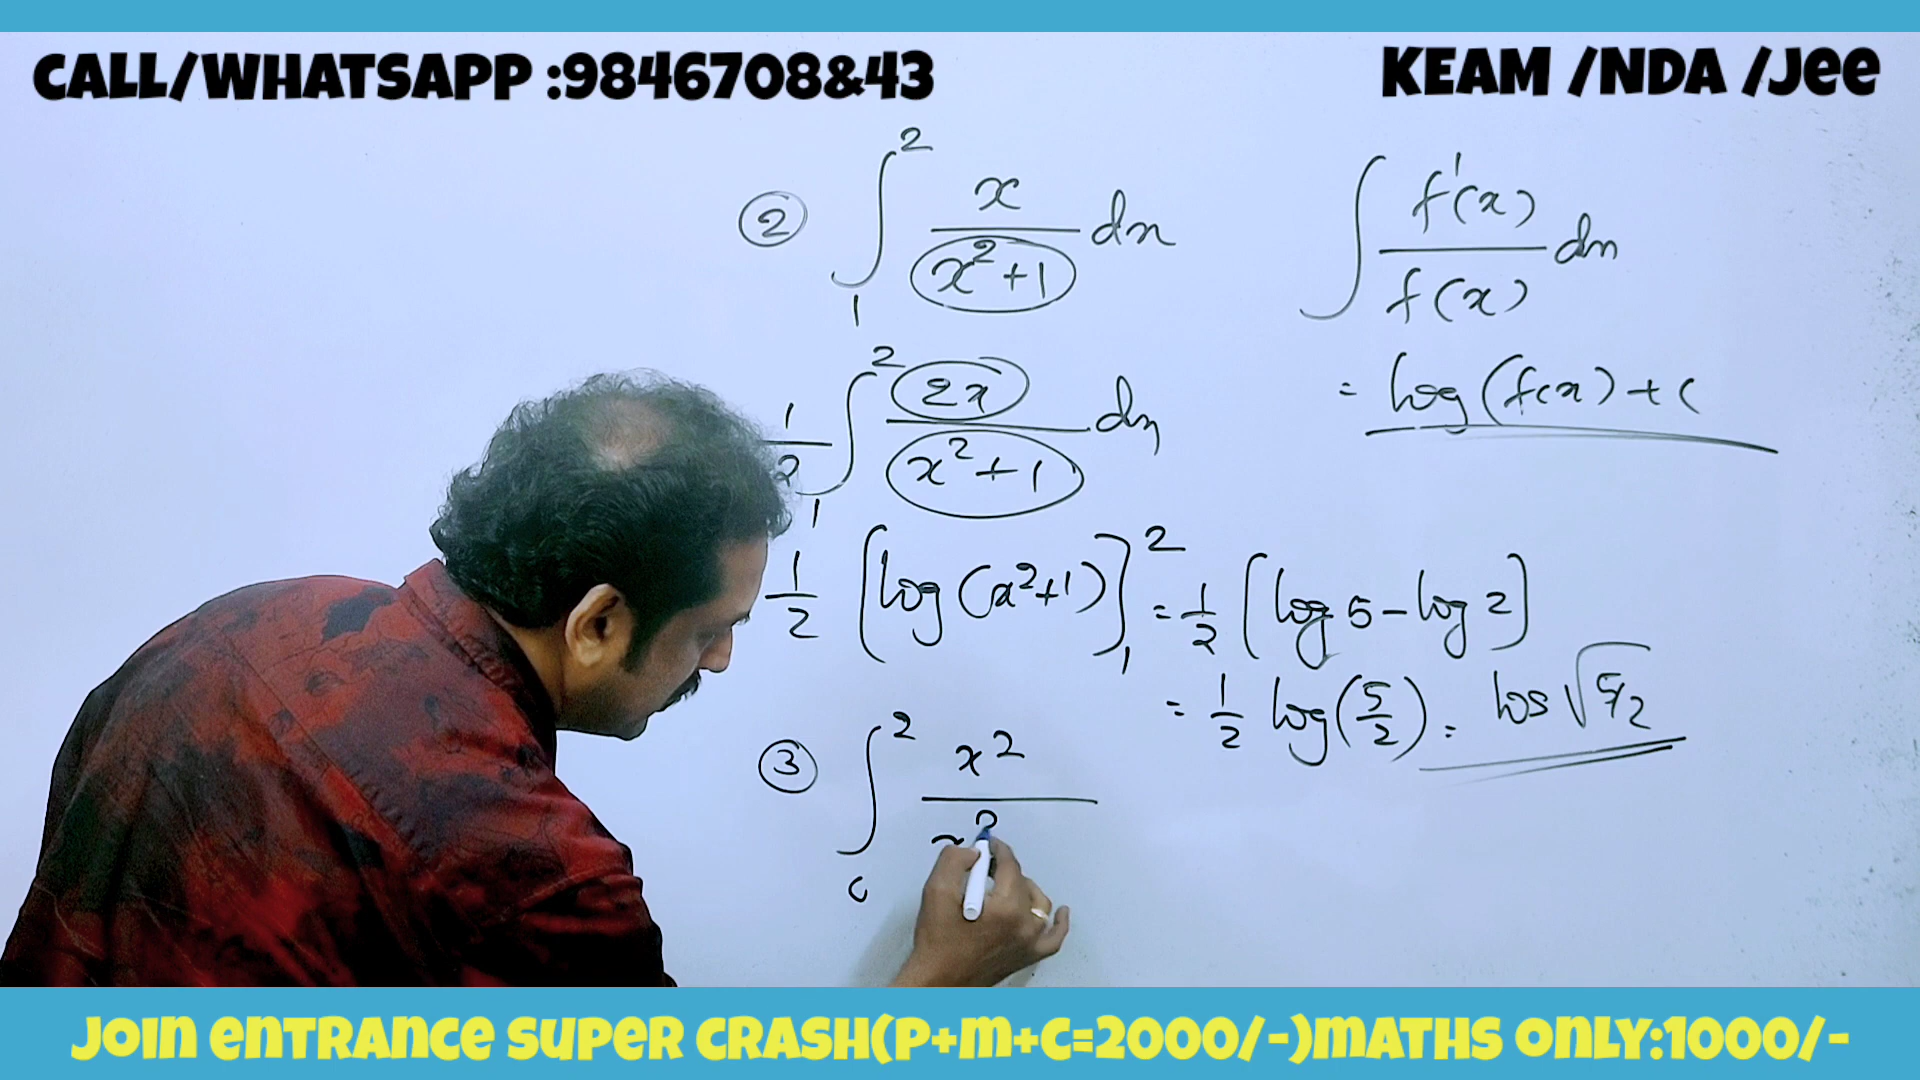 CALL/WHATSAPP :9846708&43
KEAM /NDA /Jee
② ∫₁² x/(x²+1) dx
∫ f'(x)/f(x) dx
= log(f(x)+c
1/2 ∫₁² 2x/(x²+1) dx
1/2 [log(x²+1)]₁² = 1/2 [log 5 - log 2]
= 1/2 log(5/2) = log √5/2
③ ∫₀² x²/x
JOIN ENTRANCE SUPER CRASH(P+M+C=2000/-)MATHS ONLY:1000/-